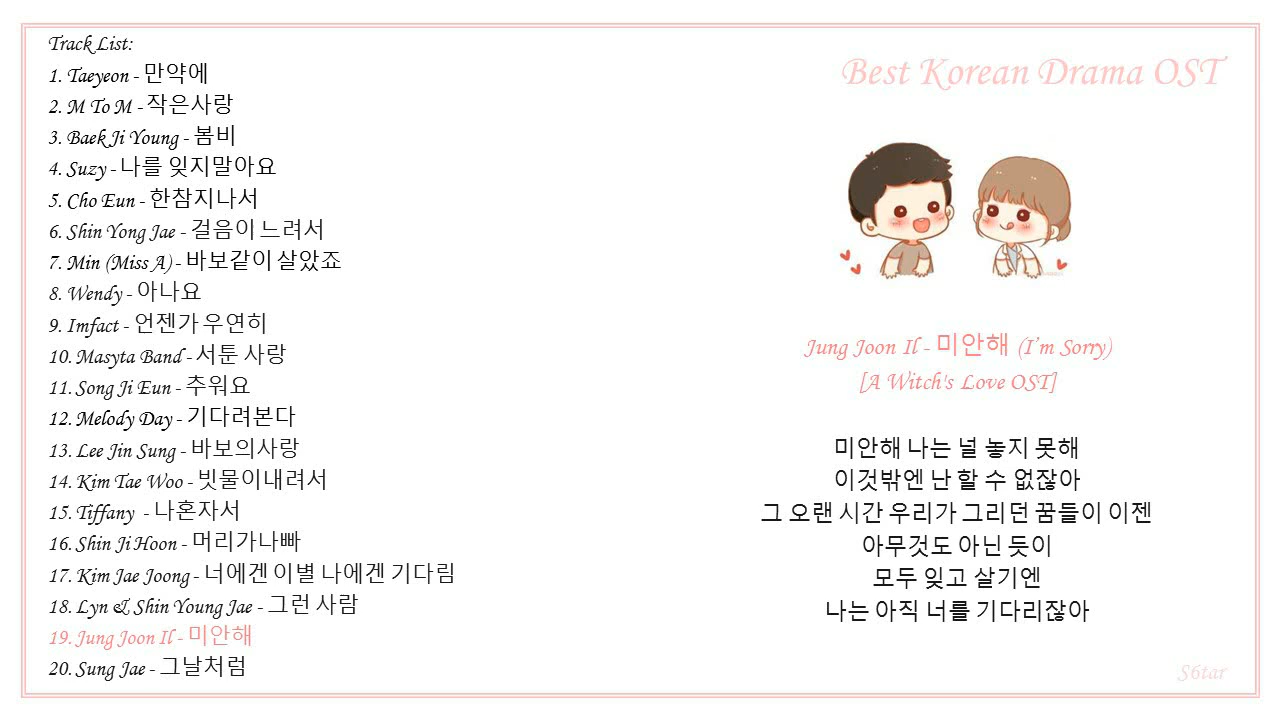 Track List:
1. Taeyeon - 만약에
2. M To M - 작은사랑
3. Baek Ji Young - 봄비
4. Suzy - 나를 잊지말아요
5. Cho Eun - 한참지나서
6. Shin Yong Jae - 걸음이 느려서
7. Min (Miss A) - 바보같이 살았죠
8. Wendy - 아나요
9. Imfact - 언젠가 우연히
10. Masyta Band - 서툰 사랑
11. Song Ji Eun - 추워요
12. Melody Day - 기다려본다
13. Lee Jin Sung - 바보의사랑
14. Kim Tae Woo - 빗물이내려서
15. Tiffany - 나혼자서
16. Shin Ji Hoon - 머리가나빠
17. Kim Jae Joong - 너에겐 이별 나에겐 기다림
18. Lyn & Shin Young Jae - 그런 사람
19. Jung Joon Il - 미안해
20. Sung Jae - 그날처럼
Best Korean Drama OST
Jung Joon Il - 미안해 (I'm Sorry)
[A Witch's Love OST]
미안해 나는 널 놓지 못해
이것밖엔 난 할 수 없잖아
그 오랜 시간 우리가 그리던 꿈들이 이젠
아무것도 아닌 듯이
모두 잊고 살기엔
나는 아직 너를 기다리잖아
S6tar